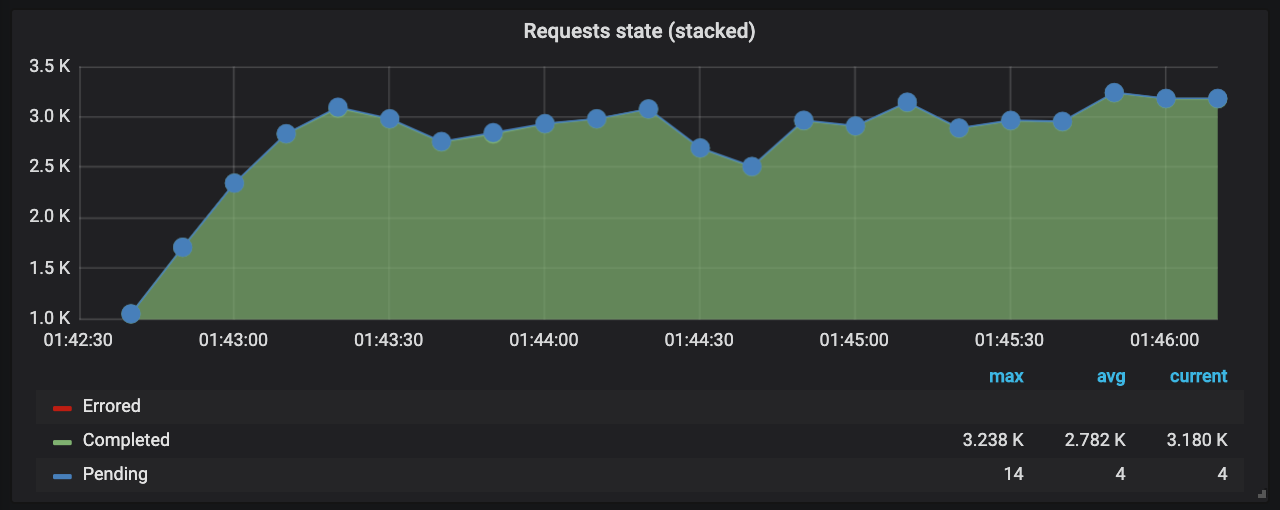 Requests state (stacked)
3.5 K
3.0 K
2.5 K
2.0 K
1.5 K
1.0 K
01:42:30 01:43:00 01:43:30 01:44:00 01:44:30 01:45:00 01:45:30 01:46:00
max avg current
Errored
Completed 3.238 K 2.782 K 3.180 K
Pending 14 4 4